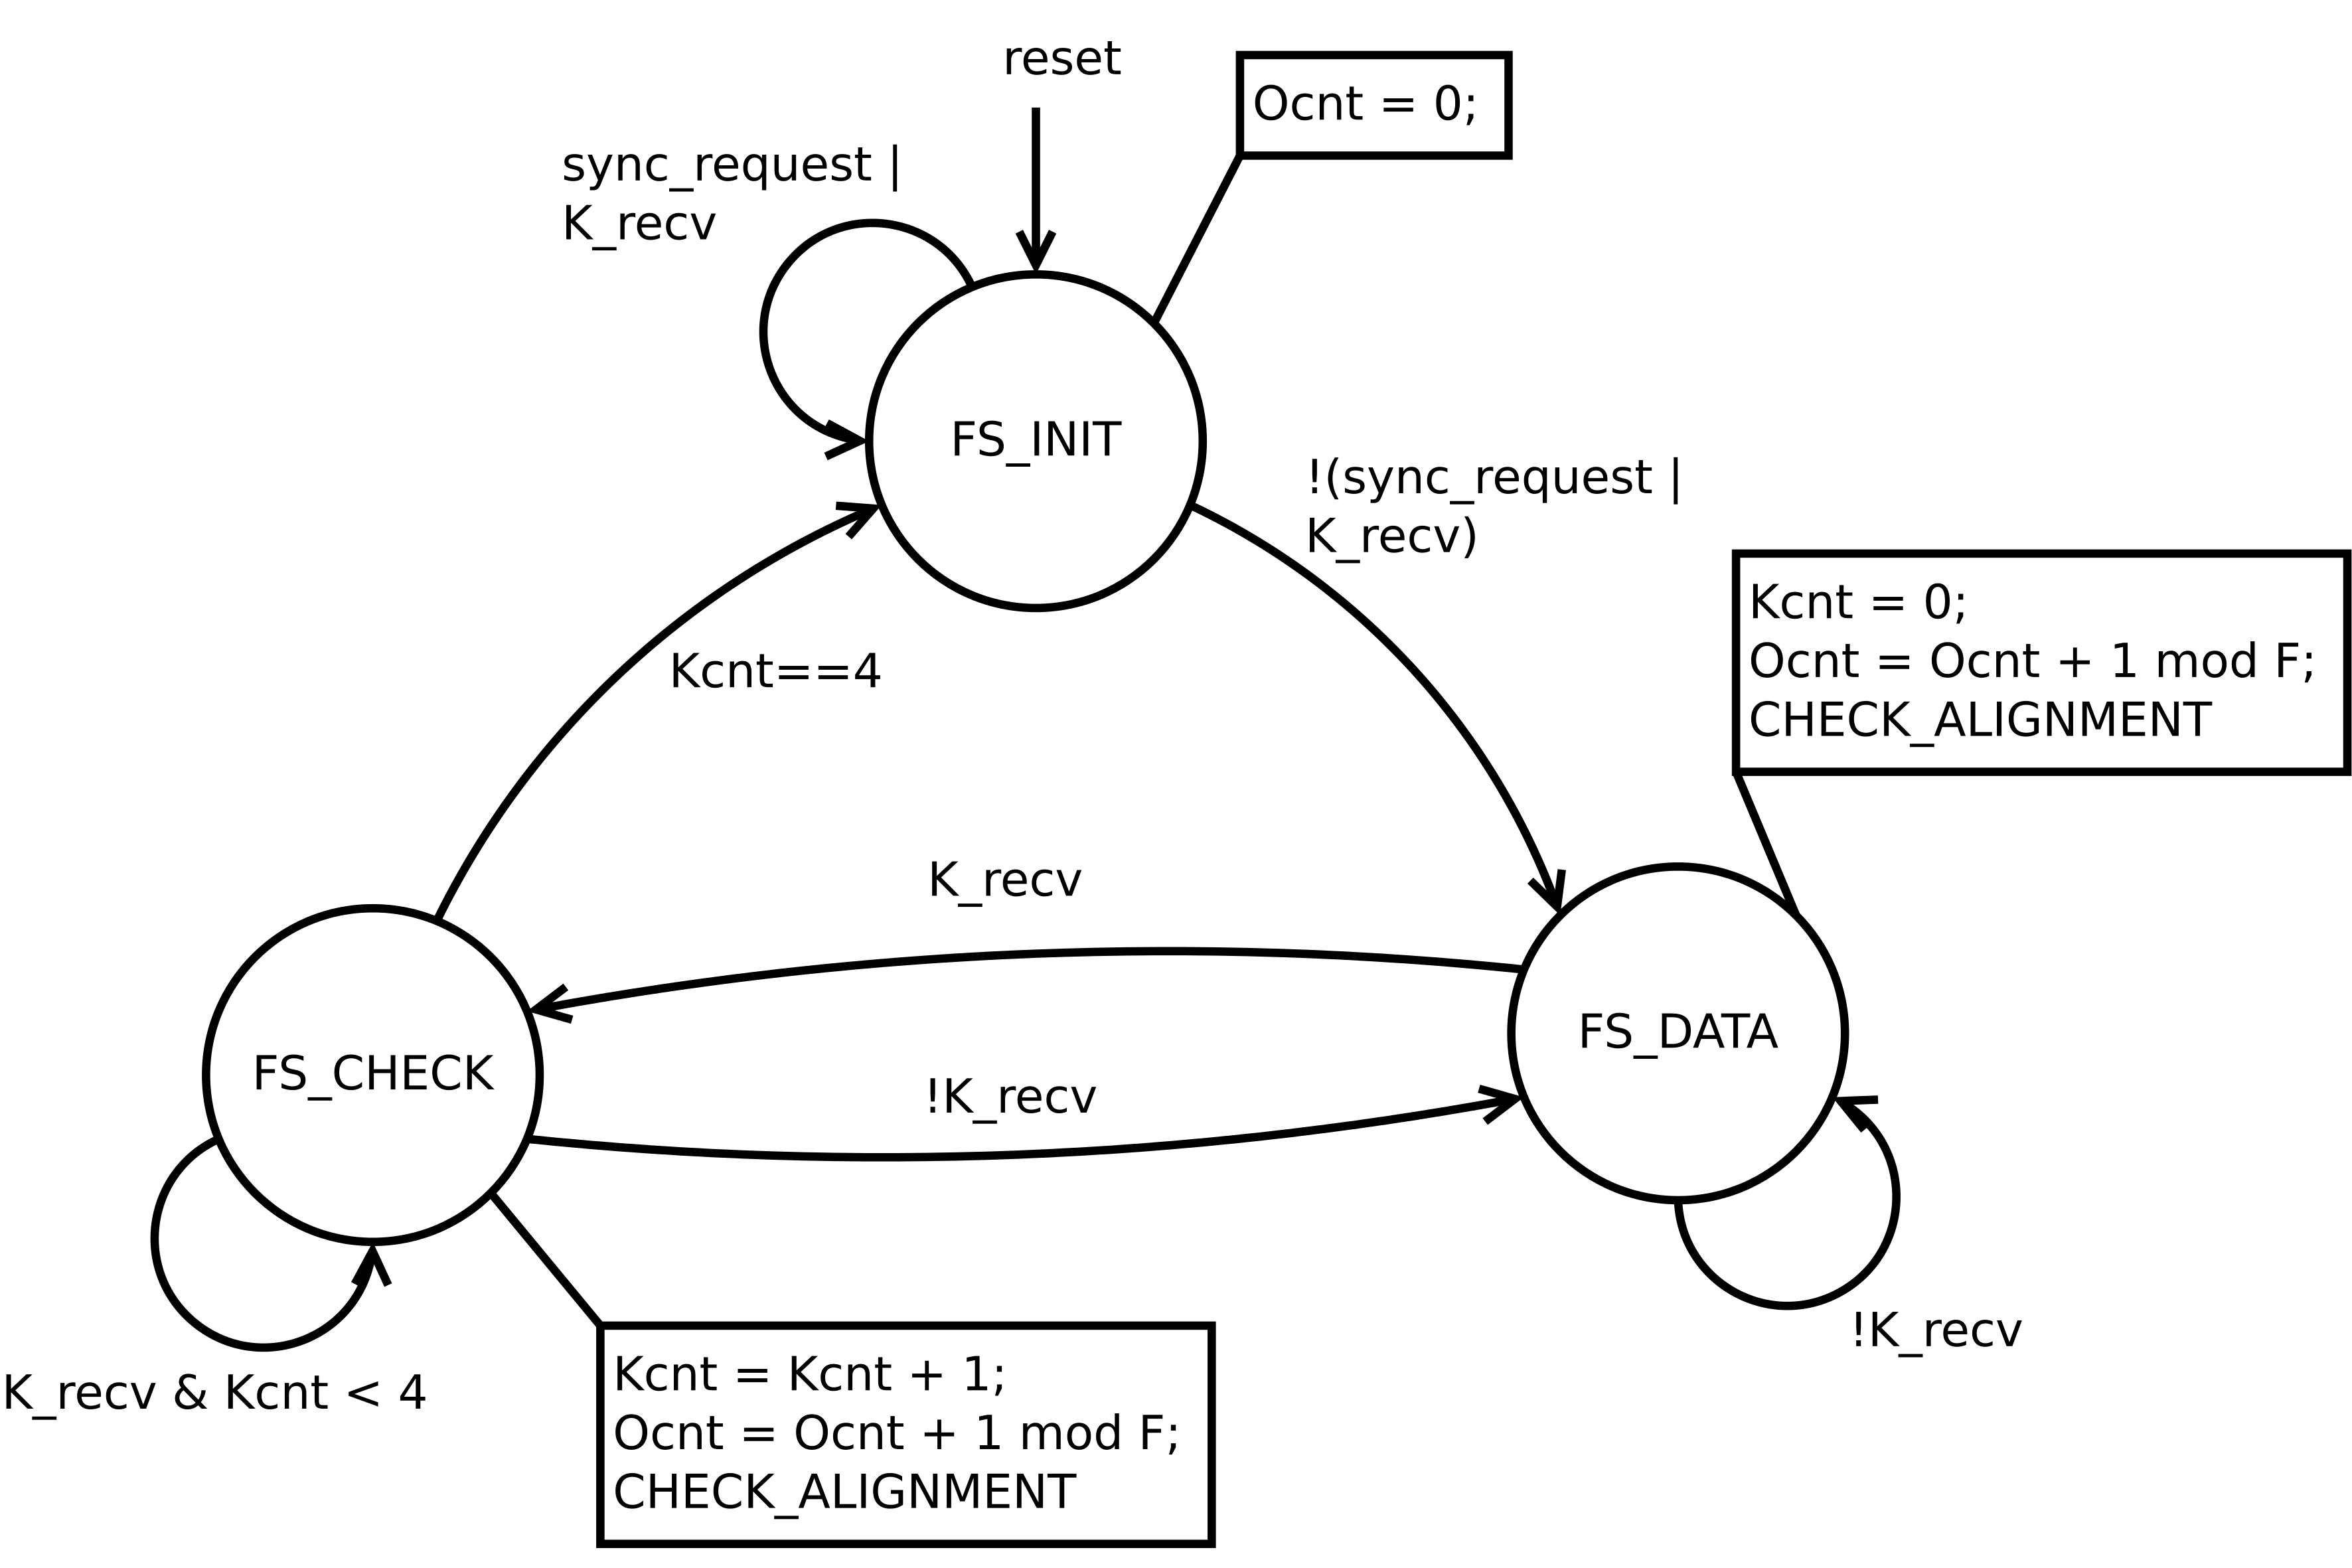 reset
Ocnt = 0;
sync_request |
K_recv
FS_INIT
!(sync_request |
K_recv)
Kcnt = 0;
Ocnt = Ocnt + 1 mod F;
CHECK_ALIGNMENT
Kcnt==4
K_recv
FS_DATA
FS_CHECK
!K_recv
!K_recv
K_recv & Kcnt < 4
Kcnt = Kcnt + 1;
Ocnt = Ocnt + 1 mod F;
CHECK_ALIGNMENT